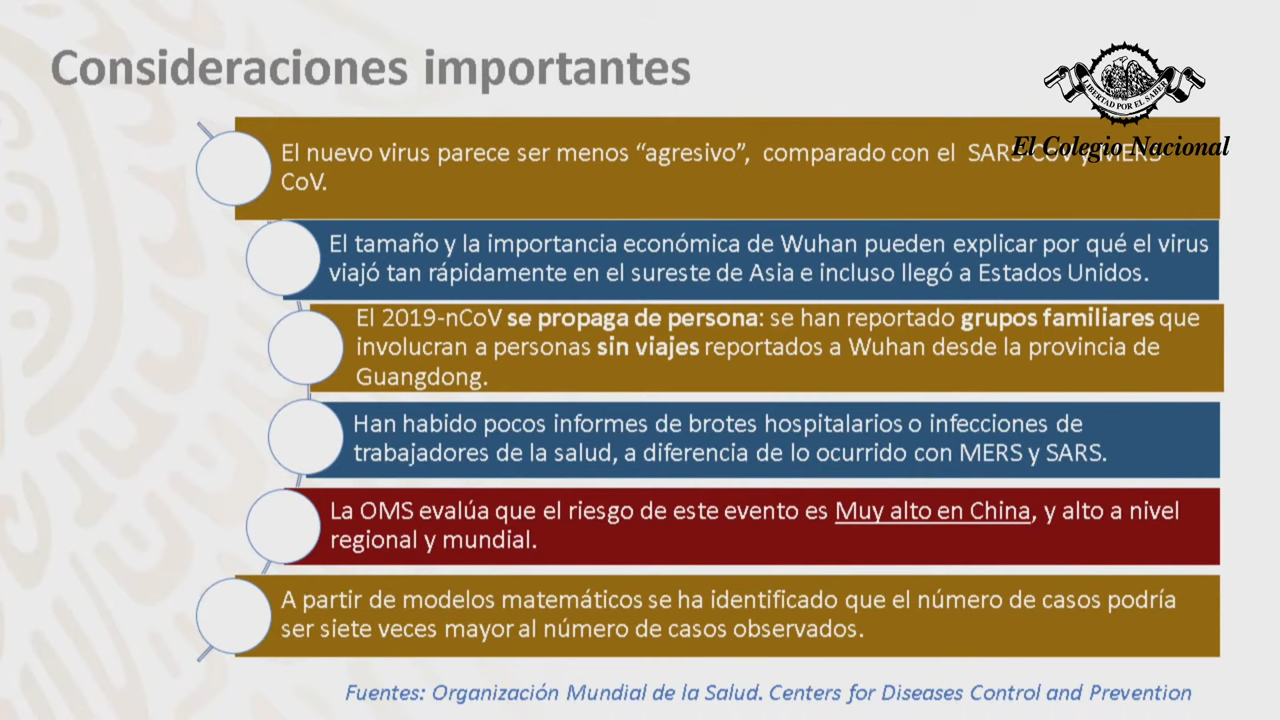 Consideraciones importantes
LIBERTAD POR EL SABER
El Colegio Nacional
El nuevo virus parece ser menos “agresivo”, comparado con el SARS-CoV y MERS-
CoV.
El tamaño y la importancia económica de Wuhan pueden explicar por qué el virus
viajó tan rápidamente en el sureste de Asia e incluso llegó a Estados Unidos.
El 2019-nCoV se propaga de persona: se han reportado grupos familiares que
involucran a personas sin viajes reportados a Wuhan desde la provincia de
Guangdong.
Han habido pocos informes de brotes hospitalarios o infecciones de
trabajadores de la salud, a diferencia de lo ocurrido con MERS y SARS.
La OMS evalúa que el riesgo de este evento es Muy alto en China, y alto a nivel
regional y mundial.
A partir de modelos matemáticos se ha identificado que el número de casos podría
ser siete veces mayor al número de casos observados.
Fuentes: Organización Mundial de la Salud. Centers for Diseases Control and Prevention